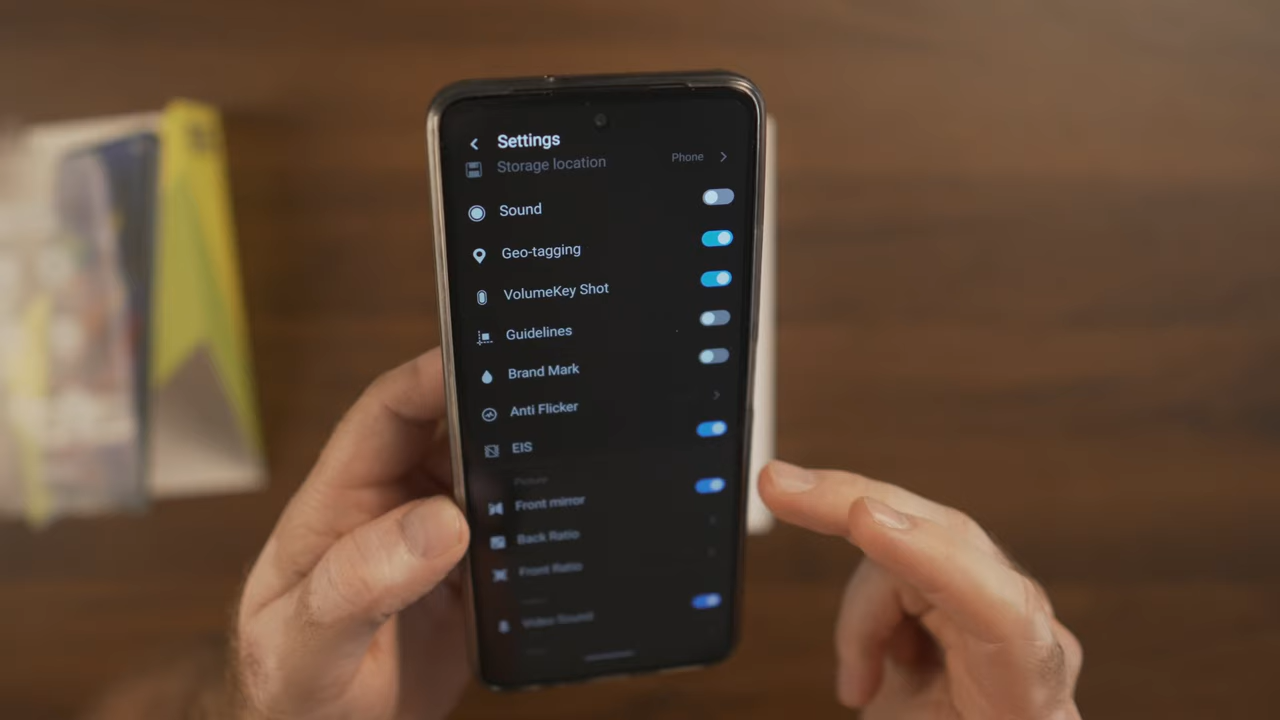 Settings
Storage location Phone
Sound
Geo-tagging
VolumeKey Shot
Guidelines
Brand Mark
Anti Flicker
EIS
Picture
Front mirror
Back Ratio
Front Ratio
Video Sound